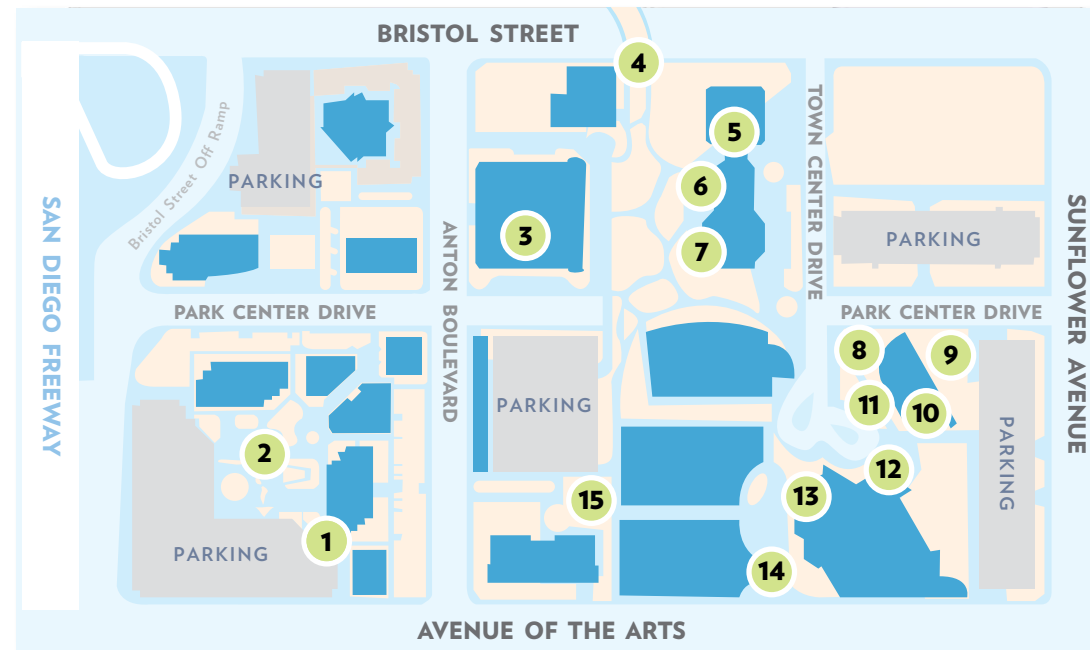 BRISTOL STREET
4
Bristol Street Off Ramp
TOWN CENTER DRIVE
5
PARKING
6
SAN DIEGO FREEWAY
SUNFLOWER AVENUE
ANTON BOULEVARD
3
7
PARKING
PARK CENTER DRIVE
PARK CENTER DRIVE
8
9
PARKING
11
10
PARKING
2
12
13
15
1
PARKING
14
AVENUE OF THE ARTS